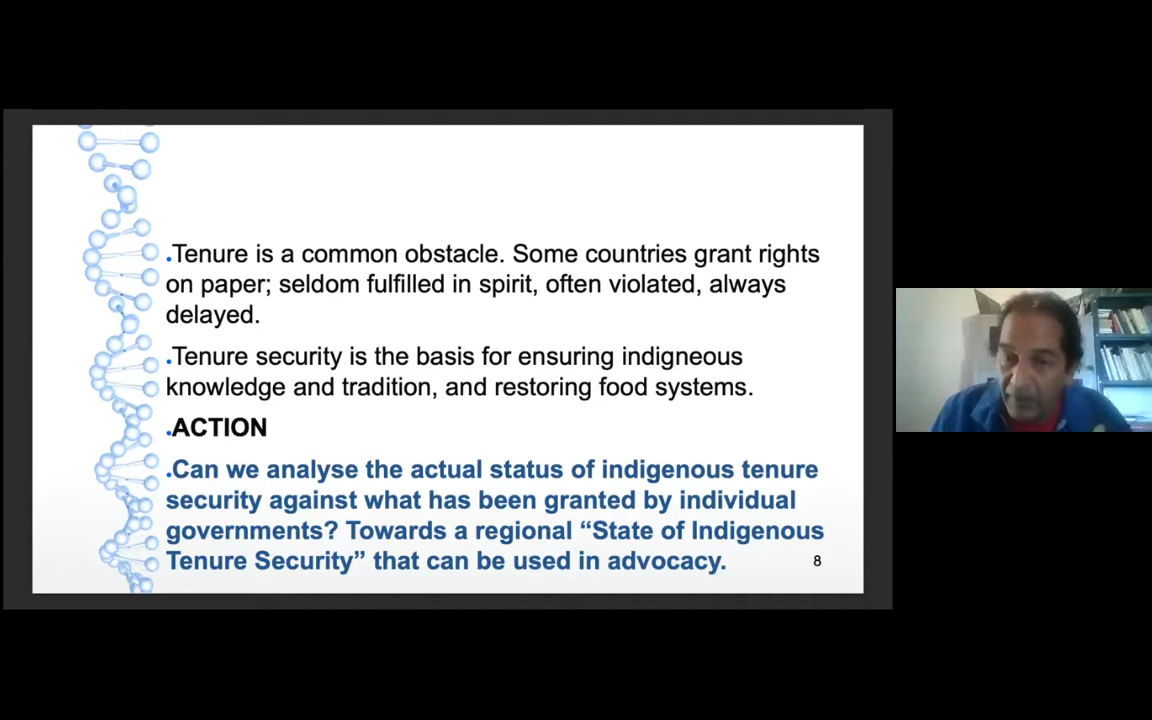 .Tenure is a common obstacle. Some countries grant rights
on paper; seldom fulfilled in spirit, often violated, always
delayed.
.Tenure security is the basis for ensuring indigneous
knowledge and tradition, and restoring food systems.
.ACTION
.Can we analyse the actual status of indigenous tenure
security against what has been granted by individual
governments? Towards a regional “State of Indigenous
Tenure Security” that can be used in advocacy.
8